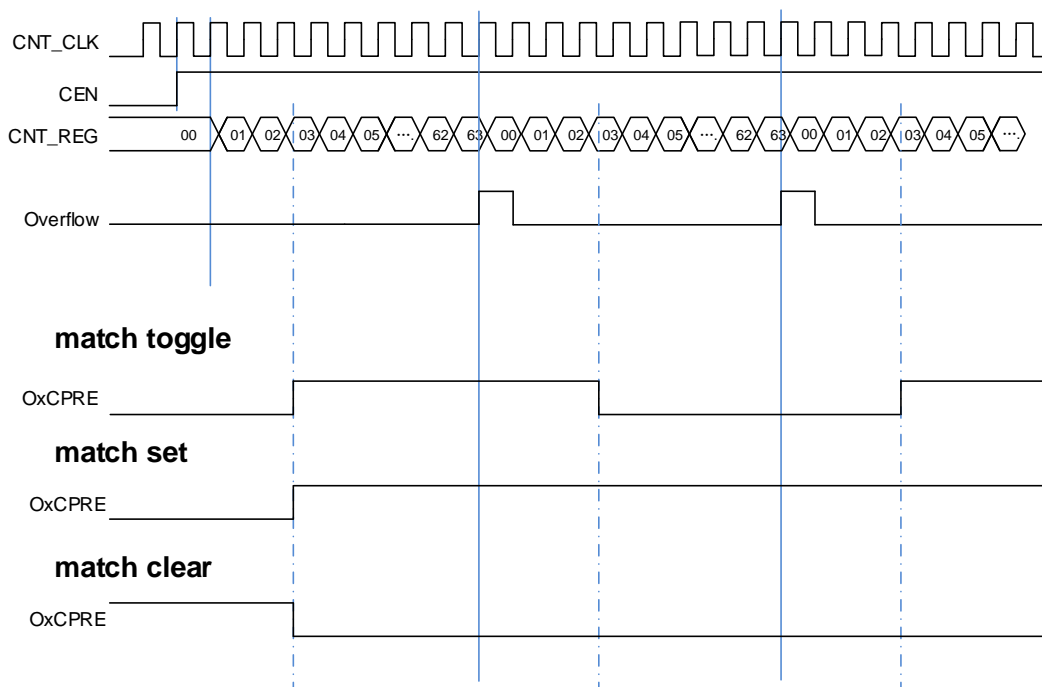 CNT_CLK
CEN
CNT_REG 00 01 02 03 04 05 ···. 62 63 00 01 02 03 04 05 ···. 62 63 00 01 02 03 04 05 ···.
Overflow
match toggle
OxCPRE
match set
OxCPRE
match clear
OxCPRE